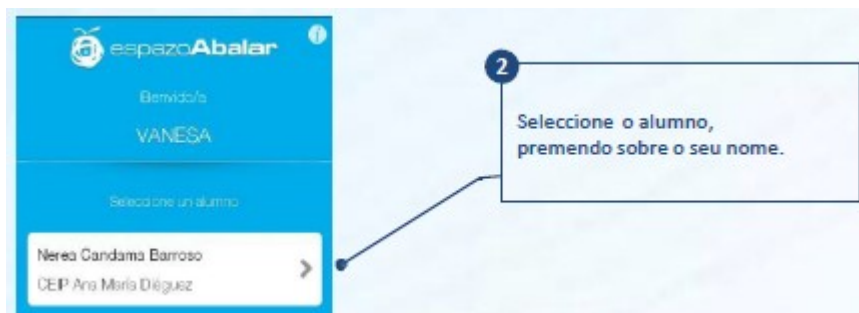 espazoAbalar
i
Benvido/a
VANESA
Seleccione un alumno
Nerea Candama Barroso
CEIP Ana María Diéguez
2
Seleccione o alumno,
premendo sobre o seu nome.